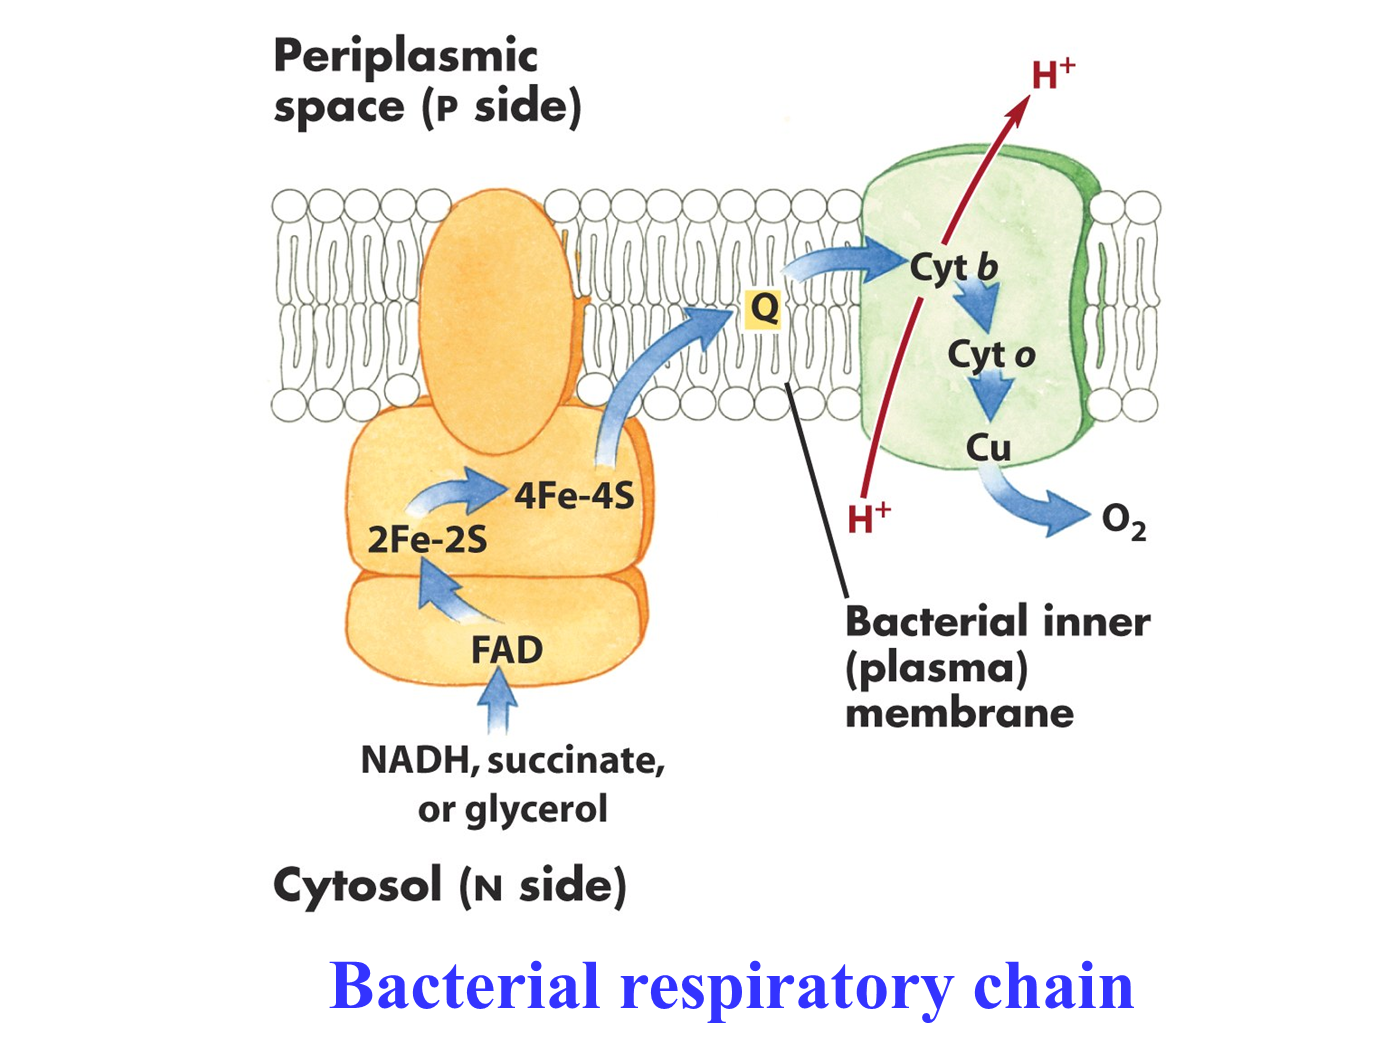 Periplasmic
space (P side)
H⁺
Cyt b
Q
Cyt o
Cu
4Fe-4S
H⁺
O₂
2Fe-2S
FAD
Bacterial inner
(plasma)
membrane
NADH, succinate,
or glycerol
Cytosol (N side)
Bacterial respiratory chain